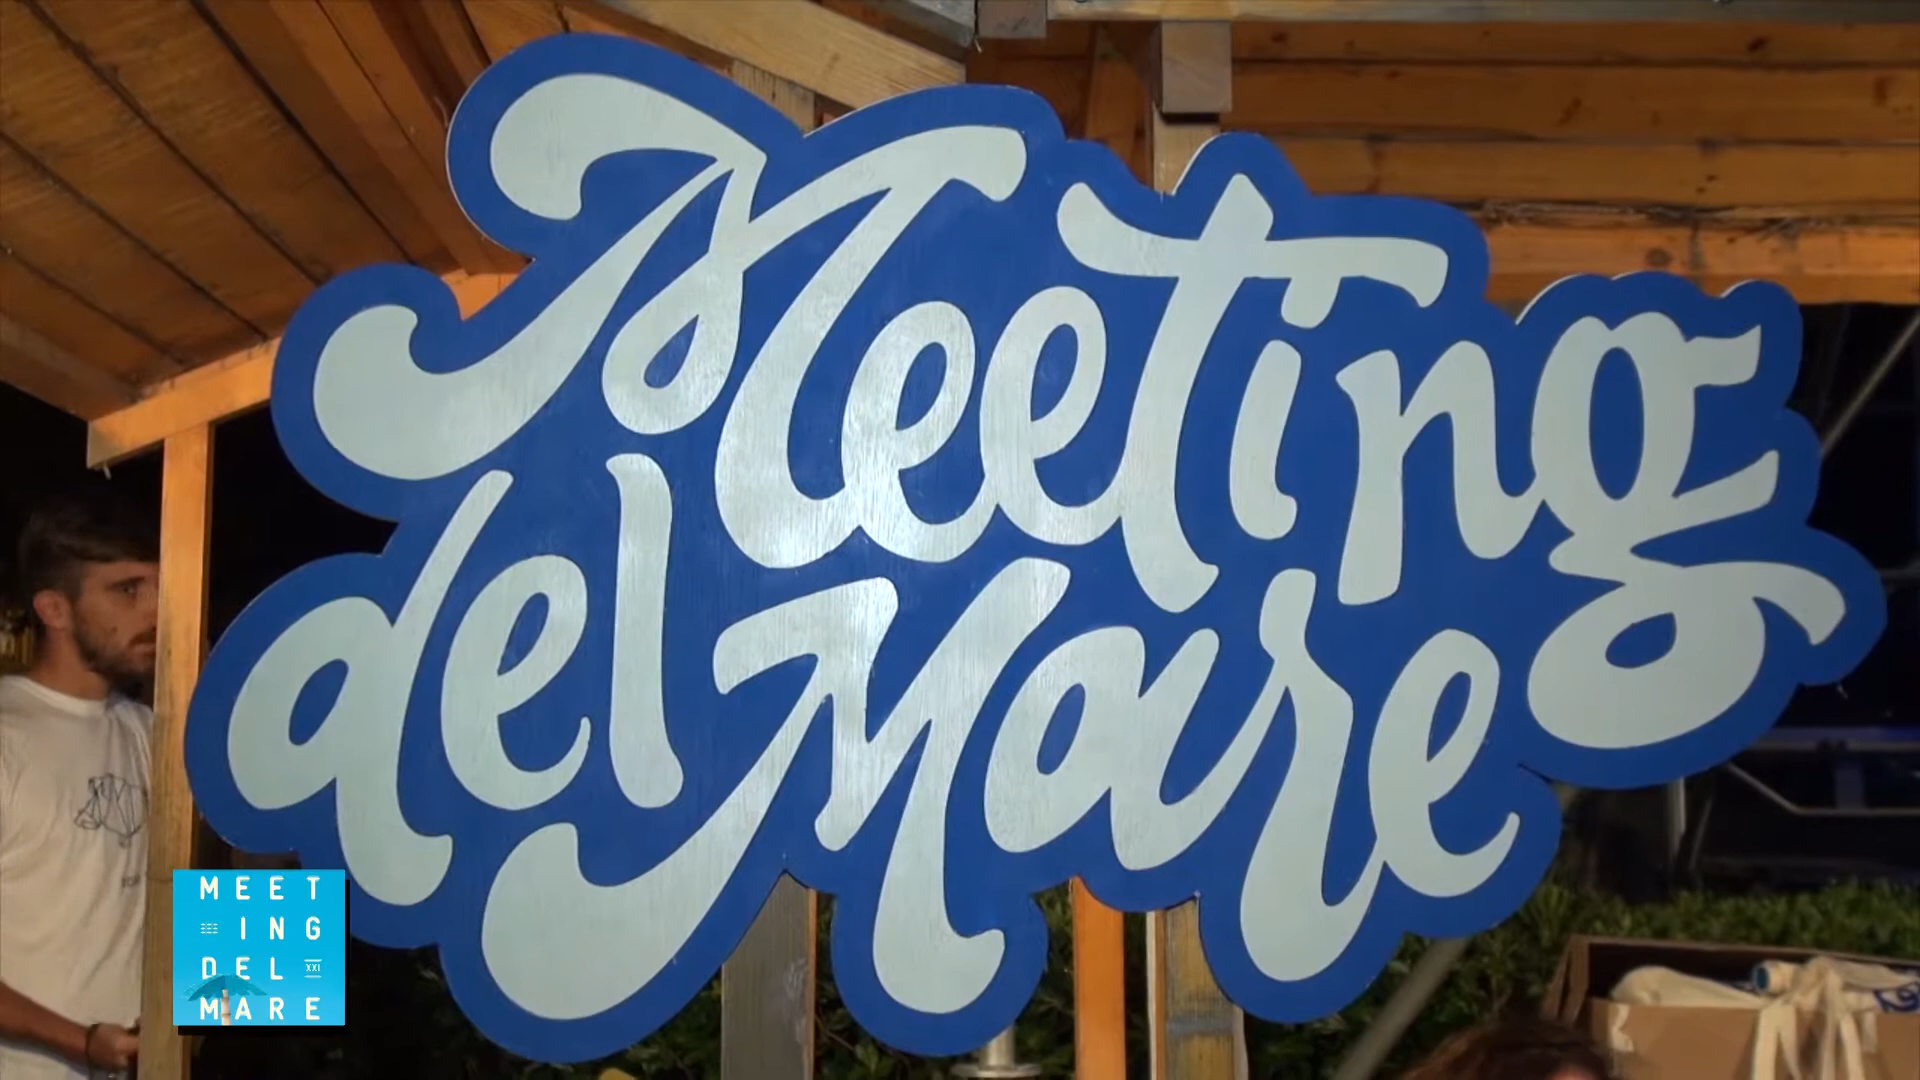 Meeting
del Mare
MEET
ING
DEL XXI
MARE